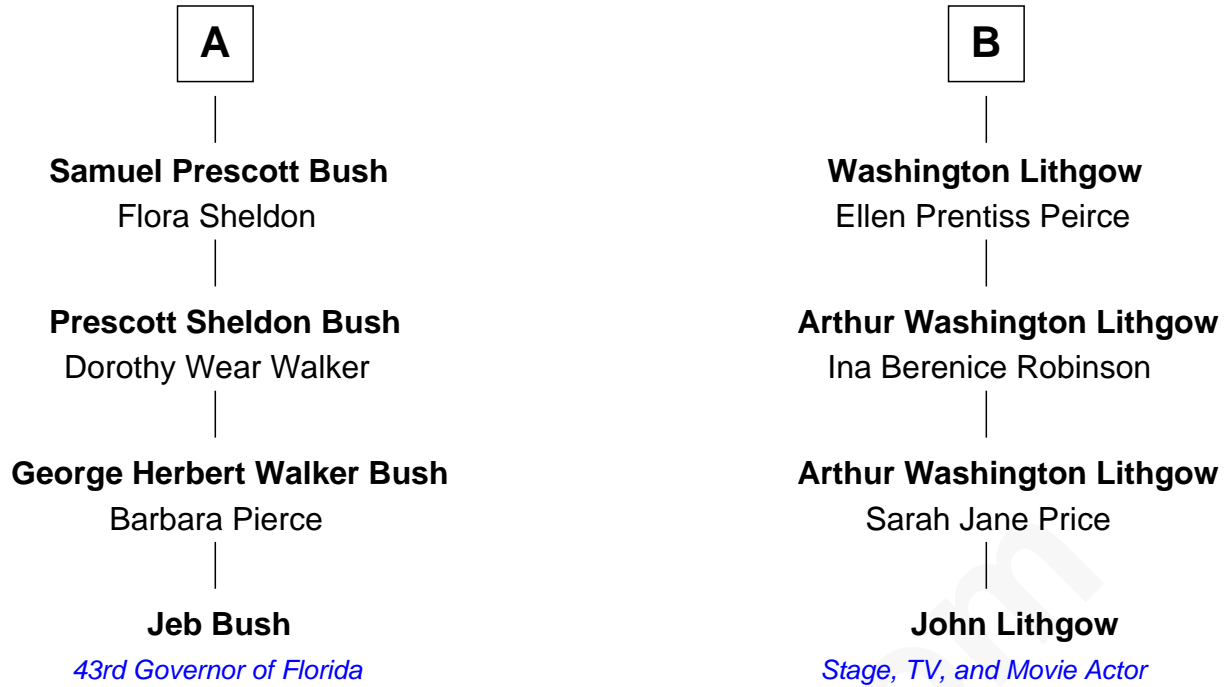 A
Samuel Prescott Bush
Flora Sheldon
Prescott Sheldon Bush
Dorothy Wear Walker
George Herbert Walker Bush
Barbara Pierce
Jeb Bush
43rd Governor of Florida
B
Washington Lithgow
Ellen Prentiss Peirce
Arthur Washington Lithgow
Ina Berenice Robinson
Arthur Washington Lithgow
Sarah Jane Price
John Lithgow
Stage, TV, and Movie Actor